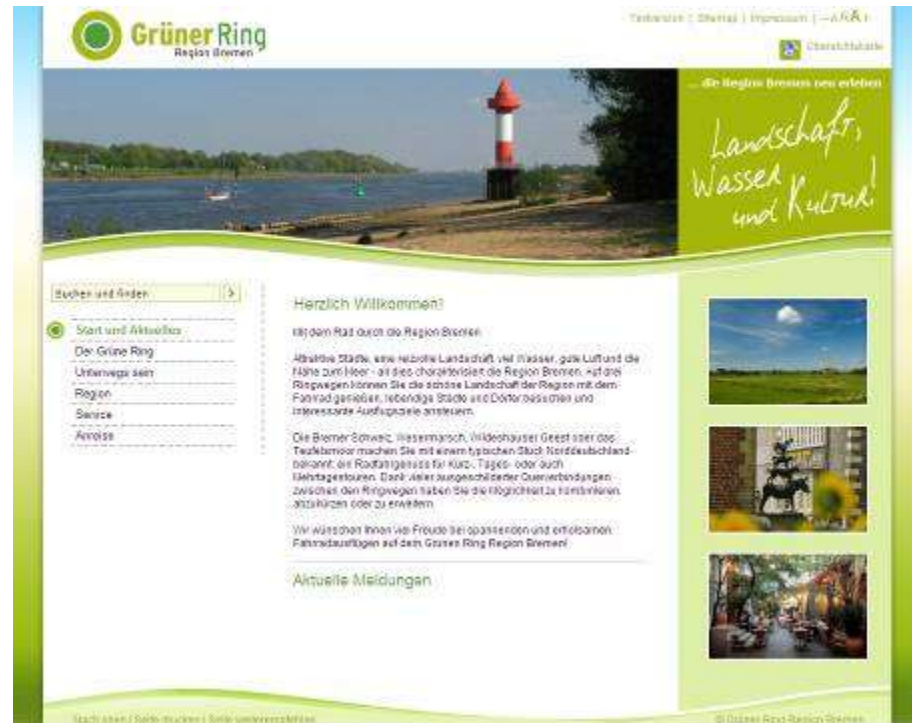 Grüner Ring
Region Bremen
Textversion | Sitemap | Impressum |
Übersichtskarte
... die Region Bremen neu erleben
Landschaft,
Wasser
und Kultur!
Suchen und finden
Start und Aktuelles
Der Grüne Ring
Unterwegs sein
Region
Service
Anreise
Herzlich Willkommen!
Mit dem Rad durch die Region Bremen
Attraktive Städte, eine reizvolle Landschaft, viel Wasser, gute Luft und die
Nähe zum Meer - all dies charakterisiert die Region Bremen. Auf drei
Ringwegen können Sie die schöne Landschaft der Region mit dem
Fahrrad genießen, lebendige Städte und Dörfer besuchen und
interessante Ausflugsziele ansteuern.
Die Bremer Schweiz, Wesermarsch, Wildeshauser Geest oder das
Teufelsmoor machen Sie mit einem typischen Stück Norddeutschland
bekannt: ein Radfahrgenuss für Kurz-, Tages- oder auch
Mehrtagestouren. Dank vieler ausgeschilderter Querverbindungen
zwischen den Ringwegen haben Sie die Möglichkeit zu kombinieren,
abzukürzen oder zu erweitern.
Wir wünschen Ihnen viel Freude bei spannenden und erholsamen
Fahrradausflügen auf dem Grünen Ring Region Bremen!
Aktuelle Meldungen
Nach oben | Seite drucken | Seite weiterempfehlen
© Grüner Ring Region Bremen